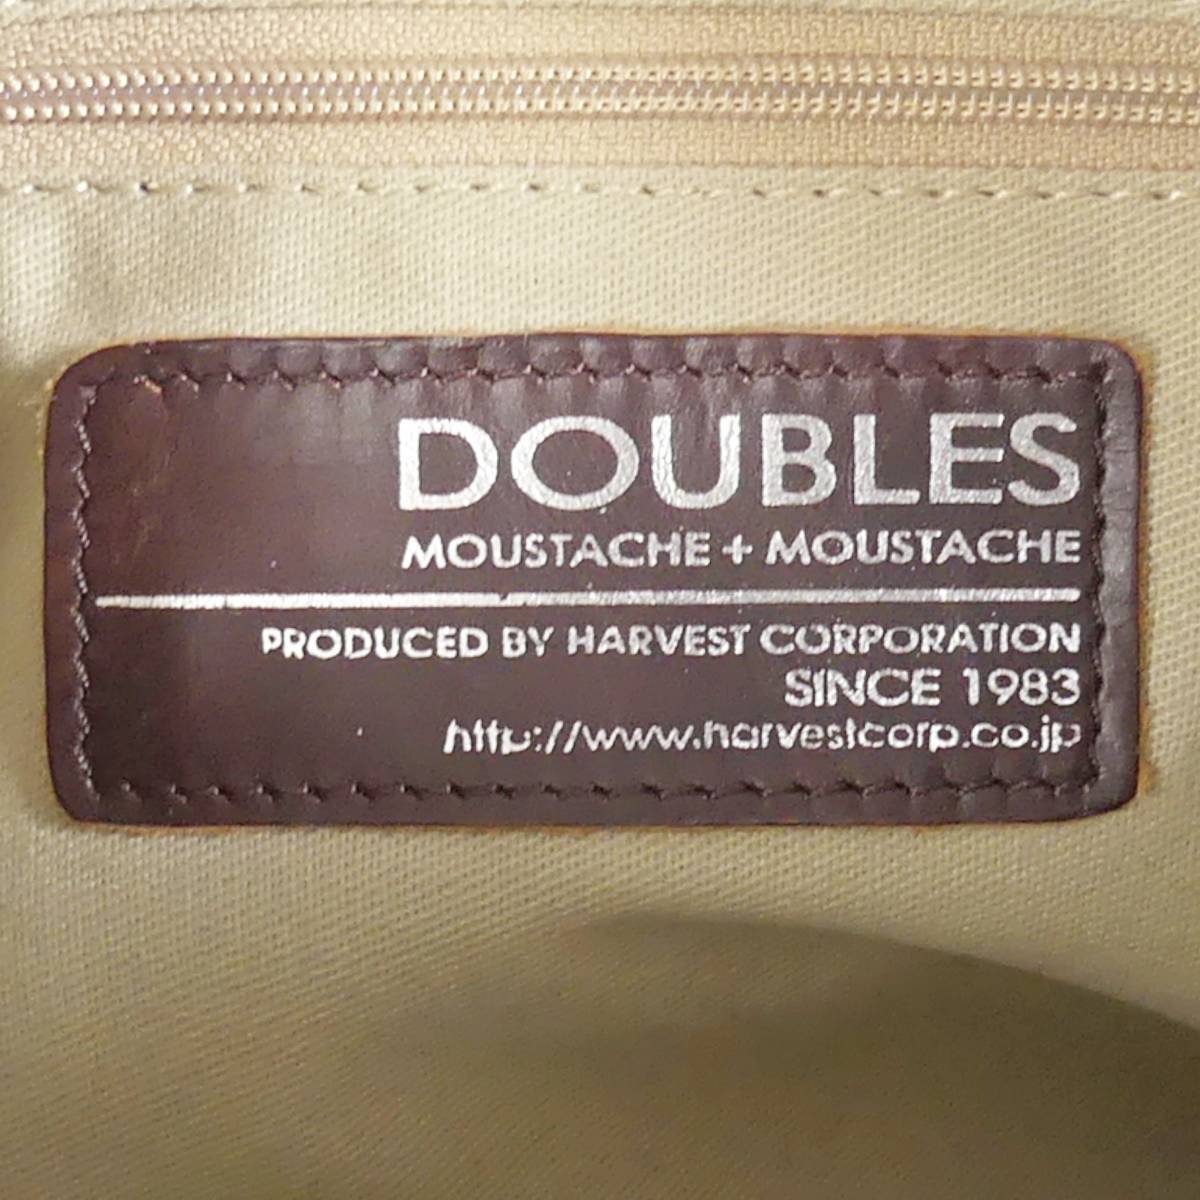 DOUBLES
MOUSTACHE + MOUSTACHE
PRODUCED BY HARVEST CORPORATION
SINCE 1983
http://www.harvestcorp.co.jp